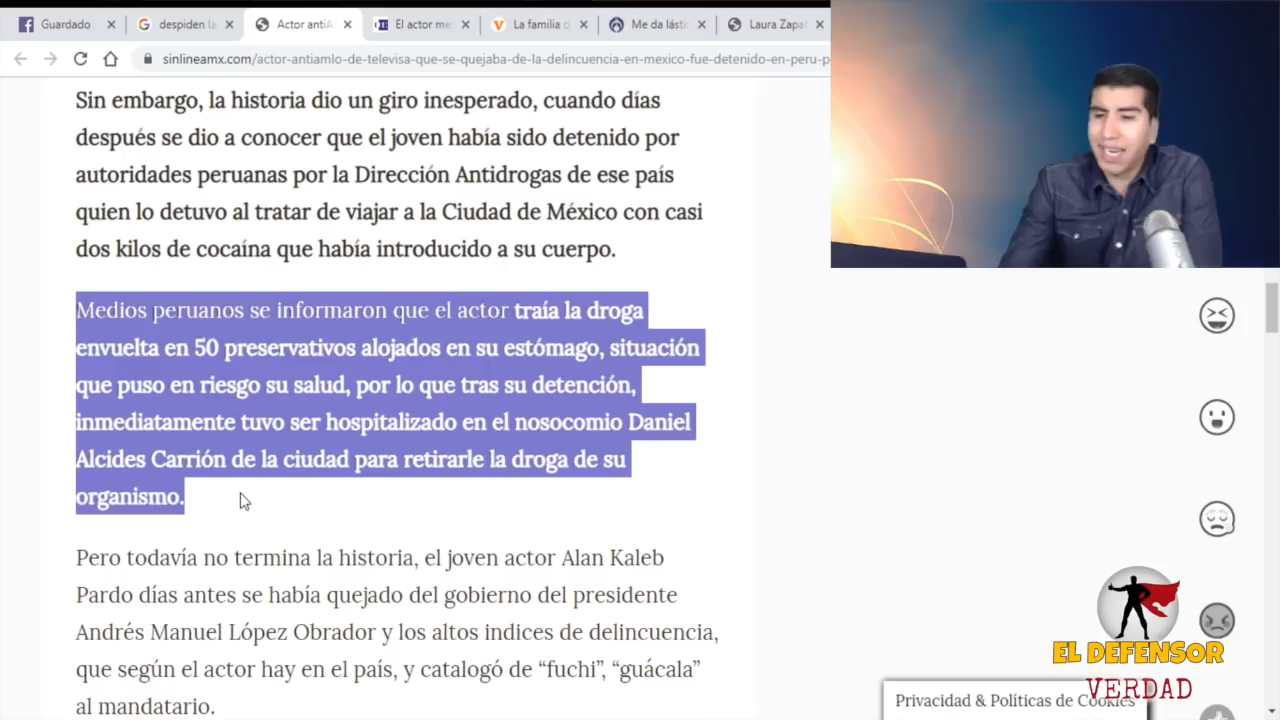 Guardado
despiden la
Actor antiA
El actor me
La familia d
Me da lást
Laura Zapa
sinlineamx.com/actor-antiamlo-de-televisa-que-se-quejaba-de-la-delincuencia-en-mexico-fue-detenido-en-peru-p
Sin embargo, la historia dio un giro inesperado, cuando días
después se dio a conocer que el joven había sido detenido por
autoridades peruanas por la Dirección Antidrogas de ese país
quien lo detuvo al tratar de viajar a la Ciudad de México con casi
dos kilos de cocaína que había introducido a su cuerpo.
Medios peruanos se informaron que el actor traía la droga
envuelta en 50 preservativos alojados en su estómago, situación
que puso en riesgo su salud, por lo que tras su detención,
inmediatamente tuvo ser hospitalizado en el nosocomio Daniel
Alcides Carrión de la ciudad para retirarle la droga de su
organismo.
Pero todavía no termina la historia, el joven actor Alan Kaleb
Pardo días antes se había quejado del gobierno del presidente
Andrés Manuel López Obrador y los altos indices de delincuencia,
que según el actor hay en el país, y catalogó de “fuchi”, “guácala”
al mandatario.
EL DEFENSOR
VERDAD
Privacidad & Políticas de Cookies